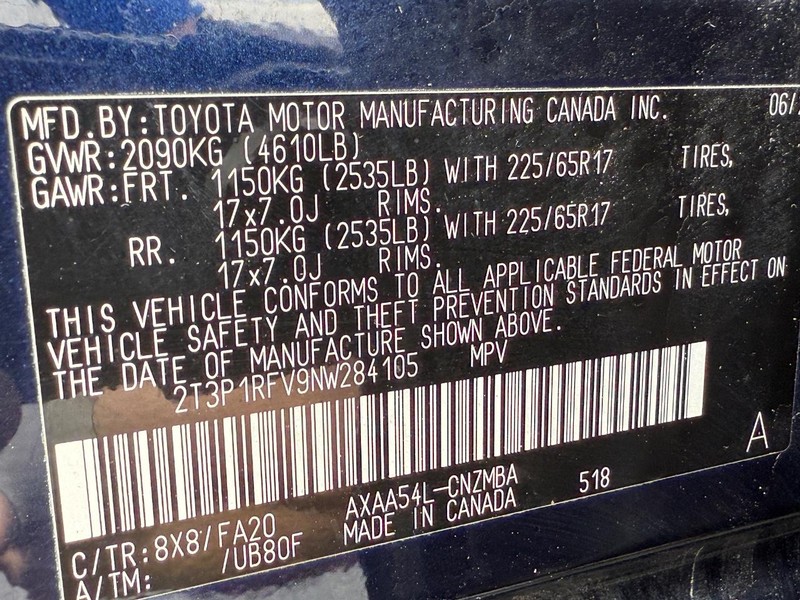 MFD.BY:TOYOTA MOTOR MANUFACTURING CANADA INC. 06/
GVWR:2090KG (4610LB)
GAWR:FRT. 1150KG (2535LB) WITH 225/65R17 TIRES,
17x7.0J RIMS.
RR. 1150KG (2535LB) WITH 225/65R17 TIRES,
17x7.0J RIMS.
THIS VEHICLE CONFORMS TO ALL APPLICABLE FEDERAL MOTOR
VEHICLE SAFETY AND THEFT PREVENTION STANDARDS IN EFFECT ON
THE DATE OF MANUFACTURE SHOWN ABOVE.
2T3P1RFV9NW284105 MPV
A
C/TR:8X8/FA20 AXAA54L-CNZMBA 518
A/TM: /UB80F MADE IN CANADA